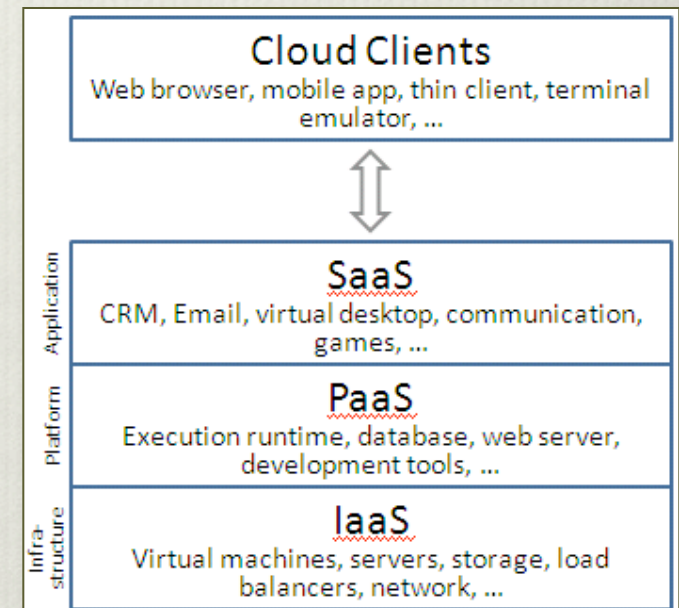 Cloud Clients
Web browser, mobile app, thin client, terminal
emulator, ...
Application
SaaS
CRM, Email, virtual desktop, communication,
games, ...
Platform
PaaS
Execution runtime, database, web server,
development tools, ...
Infra-
structure
IaaS
Virtual machines, servers, storage, load
balancers, network, ...